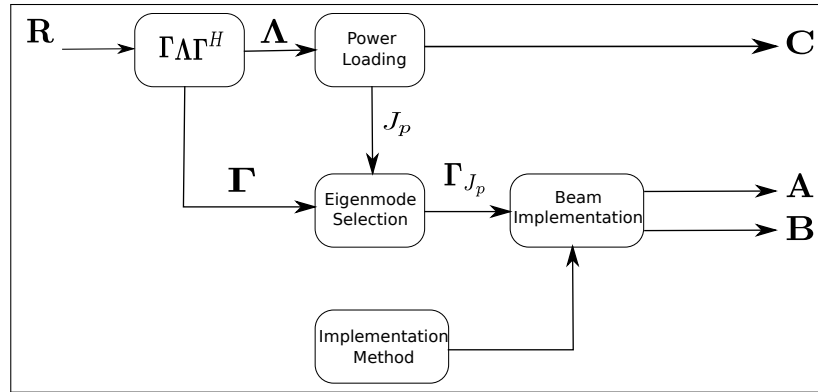 R
ΓΛΓ^H
Λ
Power
Loading
C
J_p
Γ
Eigenmode
Selection
Γ_{J_p}
Beam
Implementation
A
B
Implementation
Method